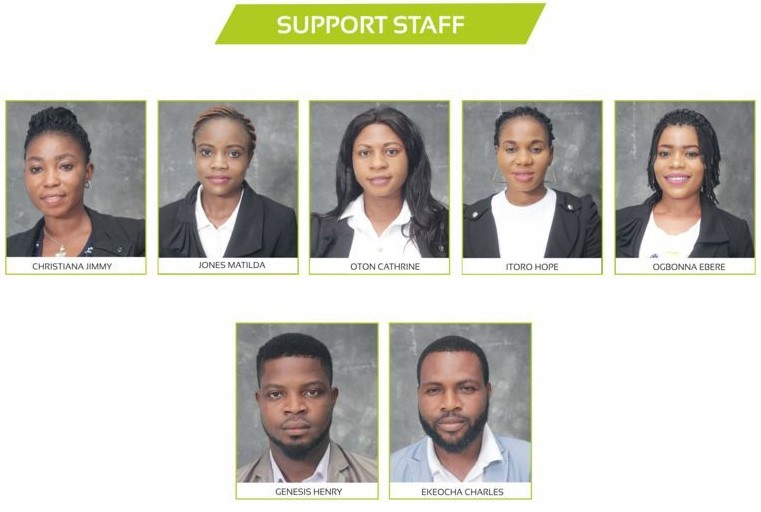 SUPPORT STAFF
CHRISTIANA JIMMY
JONES MATILDA
OTON CATHRINE
ITORO HOPE
OGBONNA EBERE
GENESIS HENRY
EKEOCHA CHARLES